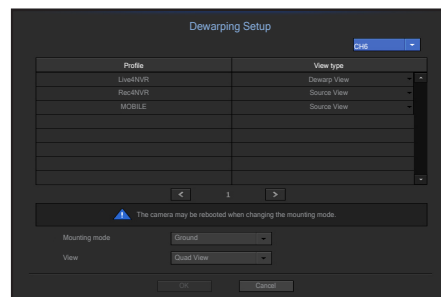 Dewarping Setup
CH6
Profile View type
Live4NVR Dewarp View
Rec4NVR Source View
MOBILE Source View
< 1 >
The camera may be rebooted when changing the mounting mode.
Mounting mode Ground
View Quad View
OK Cancel